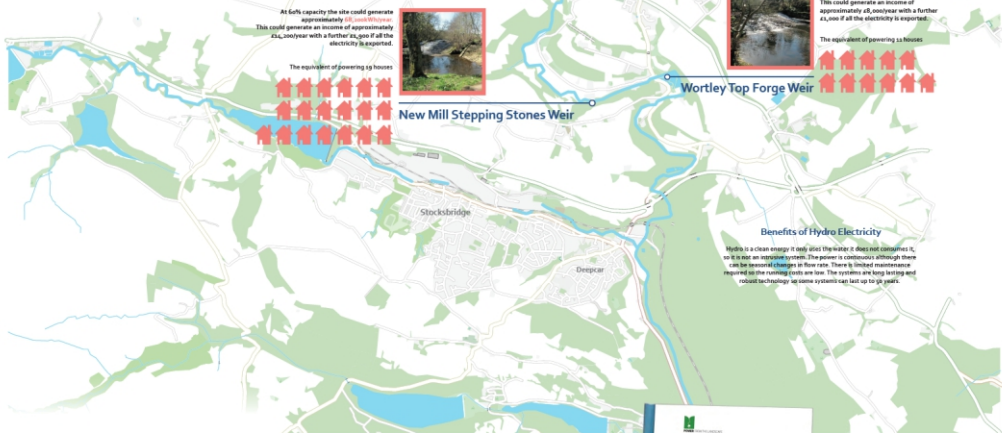 At 60% capacity the site could generate
approximately 68,200kWh/year.
This could generate an income of approximately
£14,200/year with a further £1,900 if all the
electricity is exported.
The equivalent of powering 19 houses
New Mill Stepping Stones Weir
This could generate an income of
approximately £8,000/year with a further
£1,000 if all the electricity is exported.
The equivalent of powering 11 houses
Wortley Top Forge Weir
Stocksbridge
Deepcar
Benefits of Hydro Electricity
Hydro is a clean energy it only uses the water it does not consumes it,
so it is not an intrusive system. The power is continuous although there
can be seasonal changes in flow rate. There is limited maintenance
required so the running costs are low. The systems are long lasting and
robust technology so some systems can last up to 50 years.